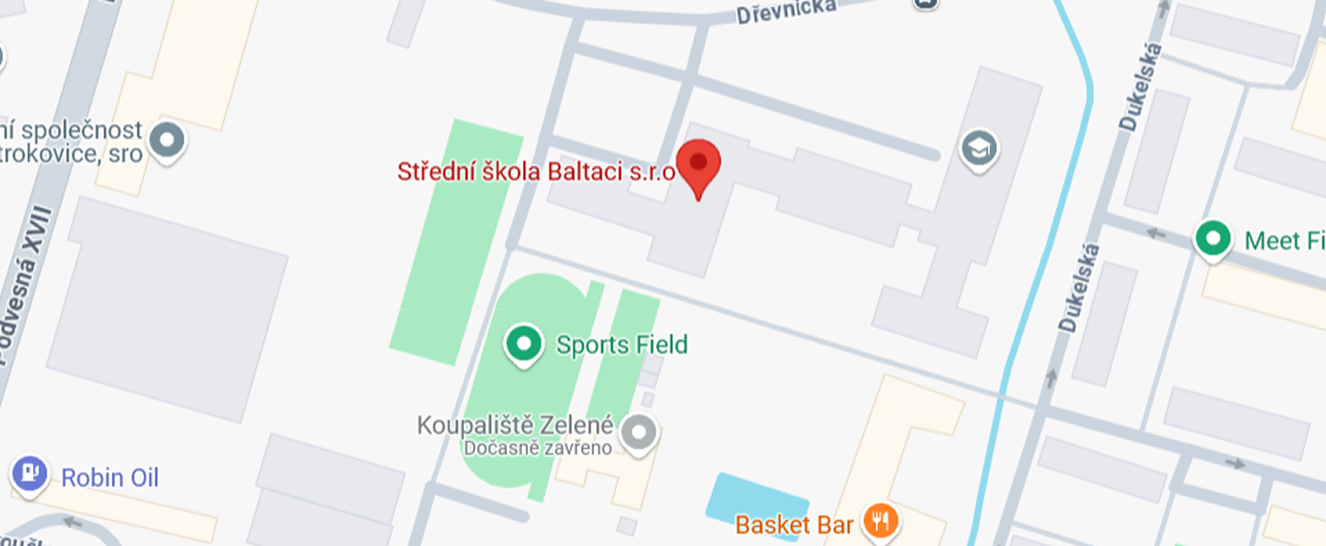 Dřevnická
Dukelská
ní společnost
trokovice, sro
Střední škola Baltaci s.r.o
Podvesná XVII
Meet Fi
Dukelská
Sports Field
Koupaliště Zelené
Dočasně zavřeno
Robin Oil
Basket Bar